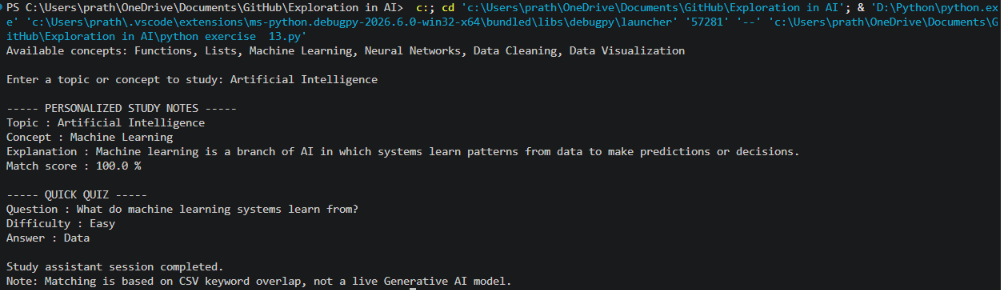 PS C:\Users\prath\OneDrive\Documents\GitHub\Exploration in AI>  c:; cd 'c:\Users\prath\OneDrive\Documents\GitHub\Exploration in AI'; & 'D:\Python\python.ex
e' 'c:\Users\prath\.vscode\extensions\ms-python.debugpy-2026.6.0-win32-x64\bundled\libs\debugpy\launcher' '57281' '--' 'c:\Users\prath\OneDrive\Documents\G
itHub\Exploration in AI\python exercise  13.py'
Available concepts: Functions, Lists, Machine Learning, Neural Networks, Data Cleaning, Data Visualization
Enter a topic or concept to study: Artificial Intelligence
----- PERSONALIZED STUDY NOTES -----
Topic : Artificial Intelligence
Concept : Machine Learning
Explanation : Machine learning is a branch of AI in which systems learn patterns from data to make predictions or decisions.
Match score : 100.0 %
----- QUICK QUIZ -----
Question : What do machine learning systems learn from?
Difficulty : Easy
Answer : Data
Study assistant session completed.
Note: Matching is based on CSV keyword overlap, not a live Generative AI model.